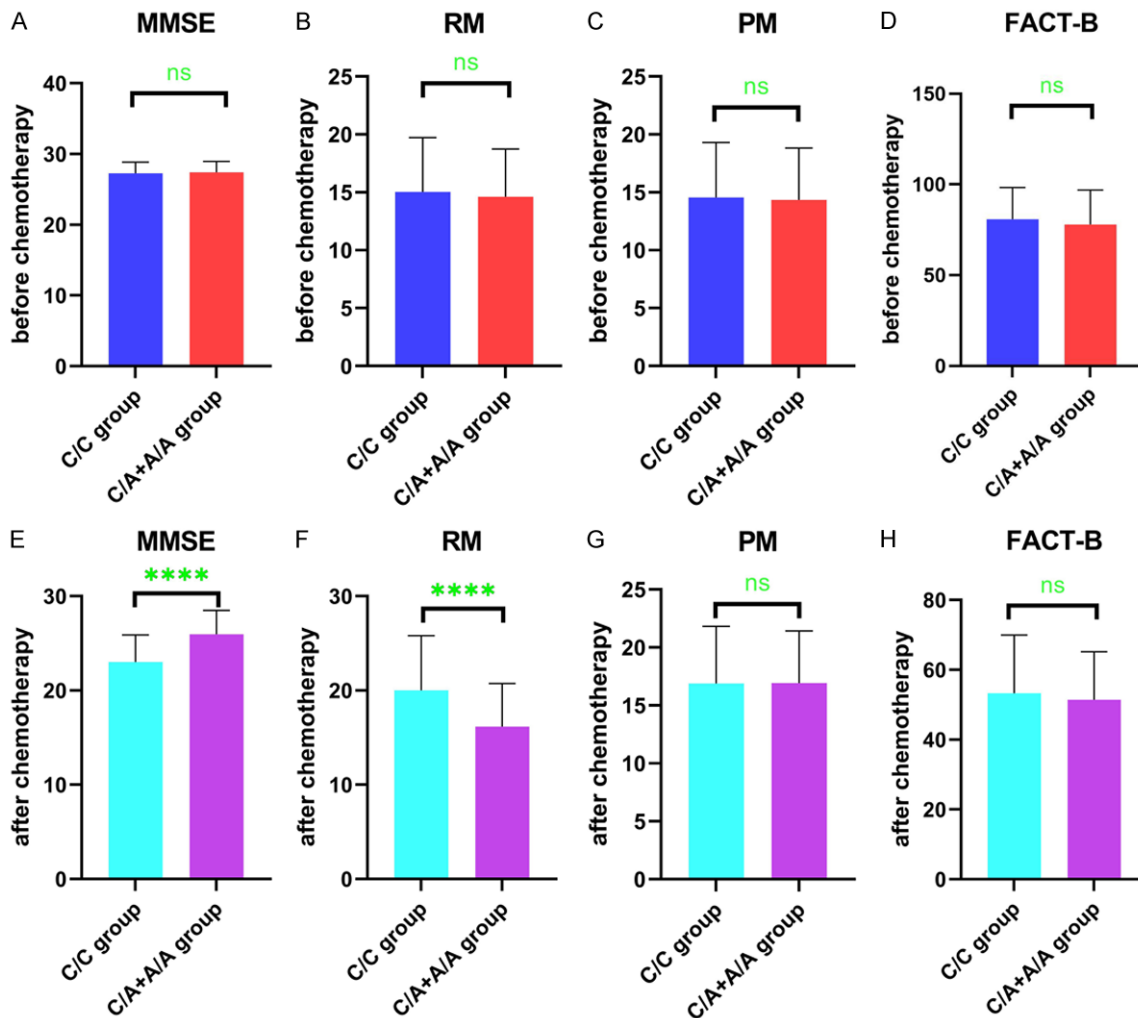 A
MMSE
ns
before chemotherapy
40
30
20
10
0
C/C group
C/A+A/A group
B
RM
ns
before chemotherapy
25
20
15
10
5
0
C/C group
C/A+A/A group
C
PM
ns
before chemotherapy
25
20
15
10
5
0
C/C group
C/A+A/A group
D
FACT-B
ns
before chemotherapy
150
100
50
0
C/C group
C/A+A/A group
E
MMSE
****
after chemotherapy
30
20
10
0
C/C group
C/A+A/A group
F
RM
****
after chemotherapy
30
20
10
0
C/C group
C/A+A/A group
G
PM
ns
after chemotherapy
25
20
15
10
5
0
C/C group
C/A+A/A group
H
FACT-B
ns
after chemotherapy
80
60
40
20
0
C/C group
C/A+A/A group